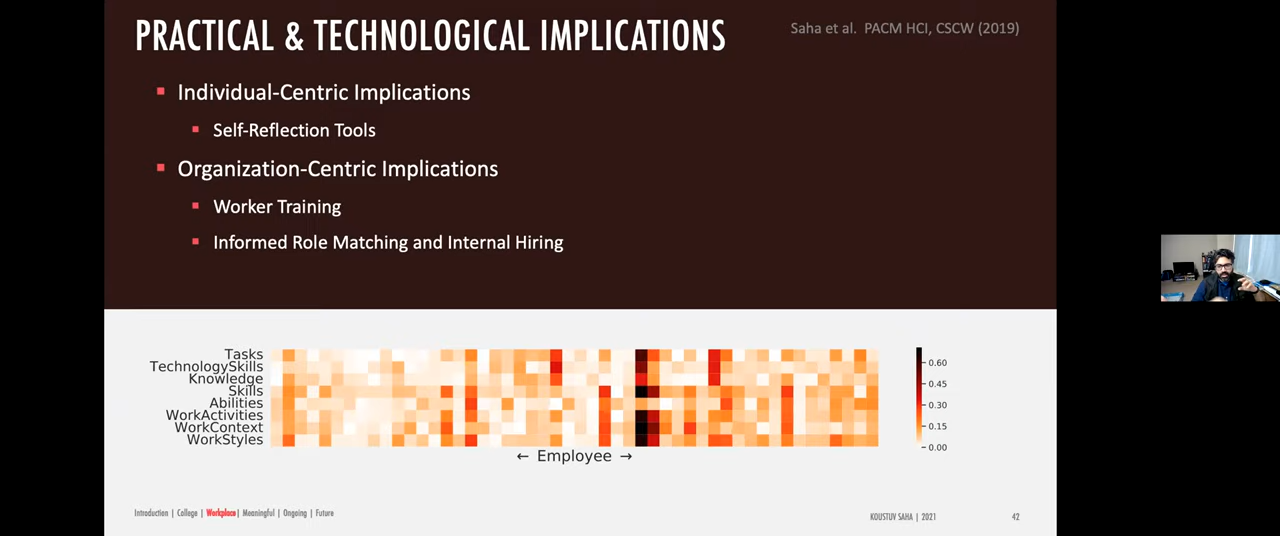 PRACTICAL & TECHNOLOGICAL IMPLICATIONS
Saha et al. PACM HCI, CSCW (2019)
Individual-Centric Implications
Self-Reflection Tools
Organization-Centric Implications
Worker Training
Informed Role Matching and Internal Hiring
Tasks
TechnologySkills
Knowledge
Skills
Abilities
WorkActivities
WorkContext
WorkStyles
← Employee →
0.60
0.45
0.30
0.15
0.00
Introduction | College | Workplace | Meaningful | Ongoing | Future
KOUSTUV SAHA | 2021
42